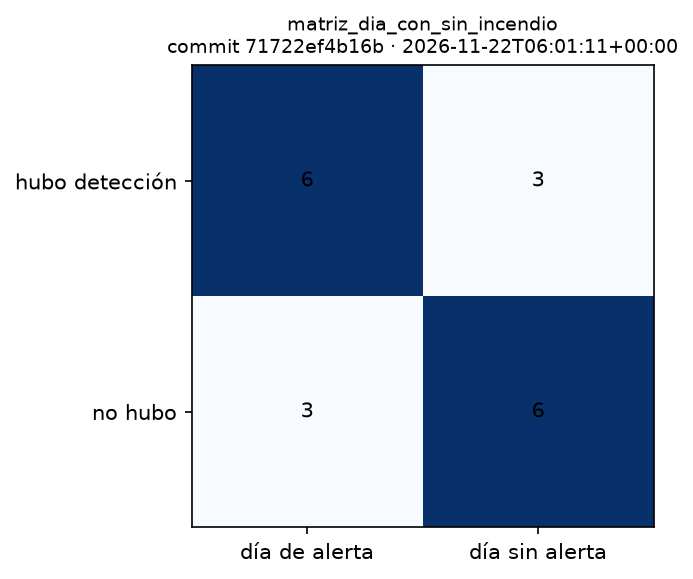 matriz_dia_con_sin_incendio
commit 71722ef4b16b · 2026-11-22T06:01:11+00:00
hubo detección 6 3
no hubo 3 6
día de alerta día sin alerta